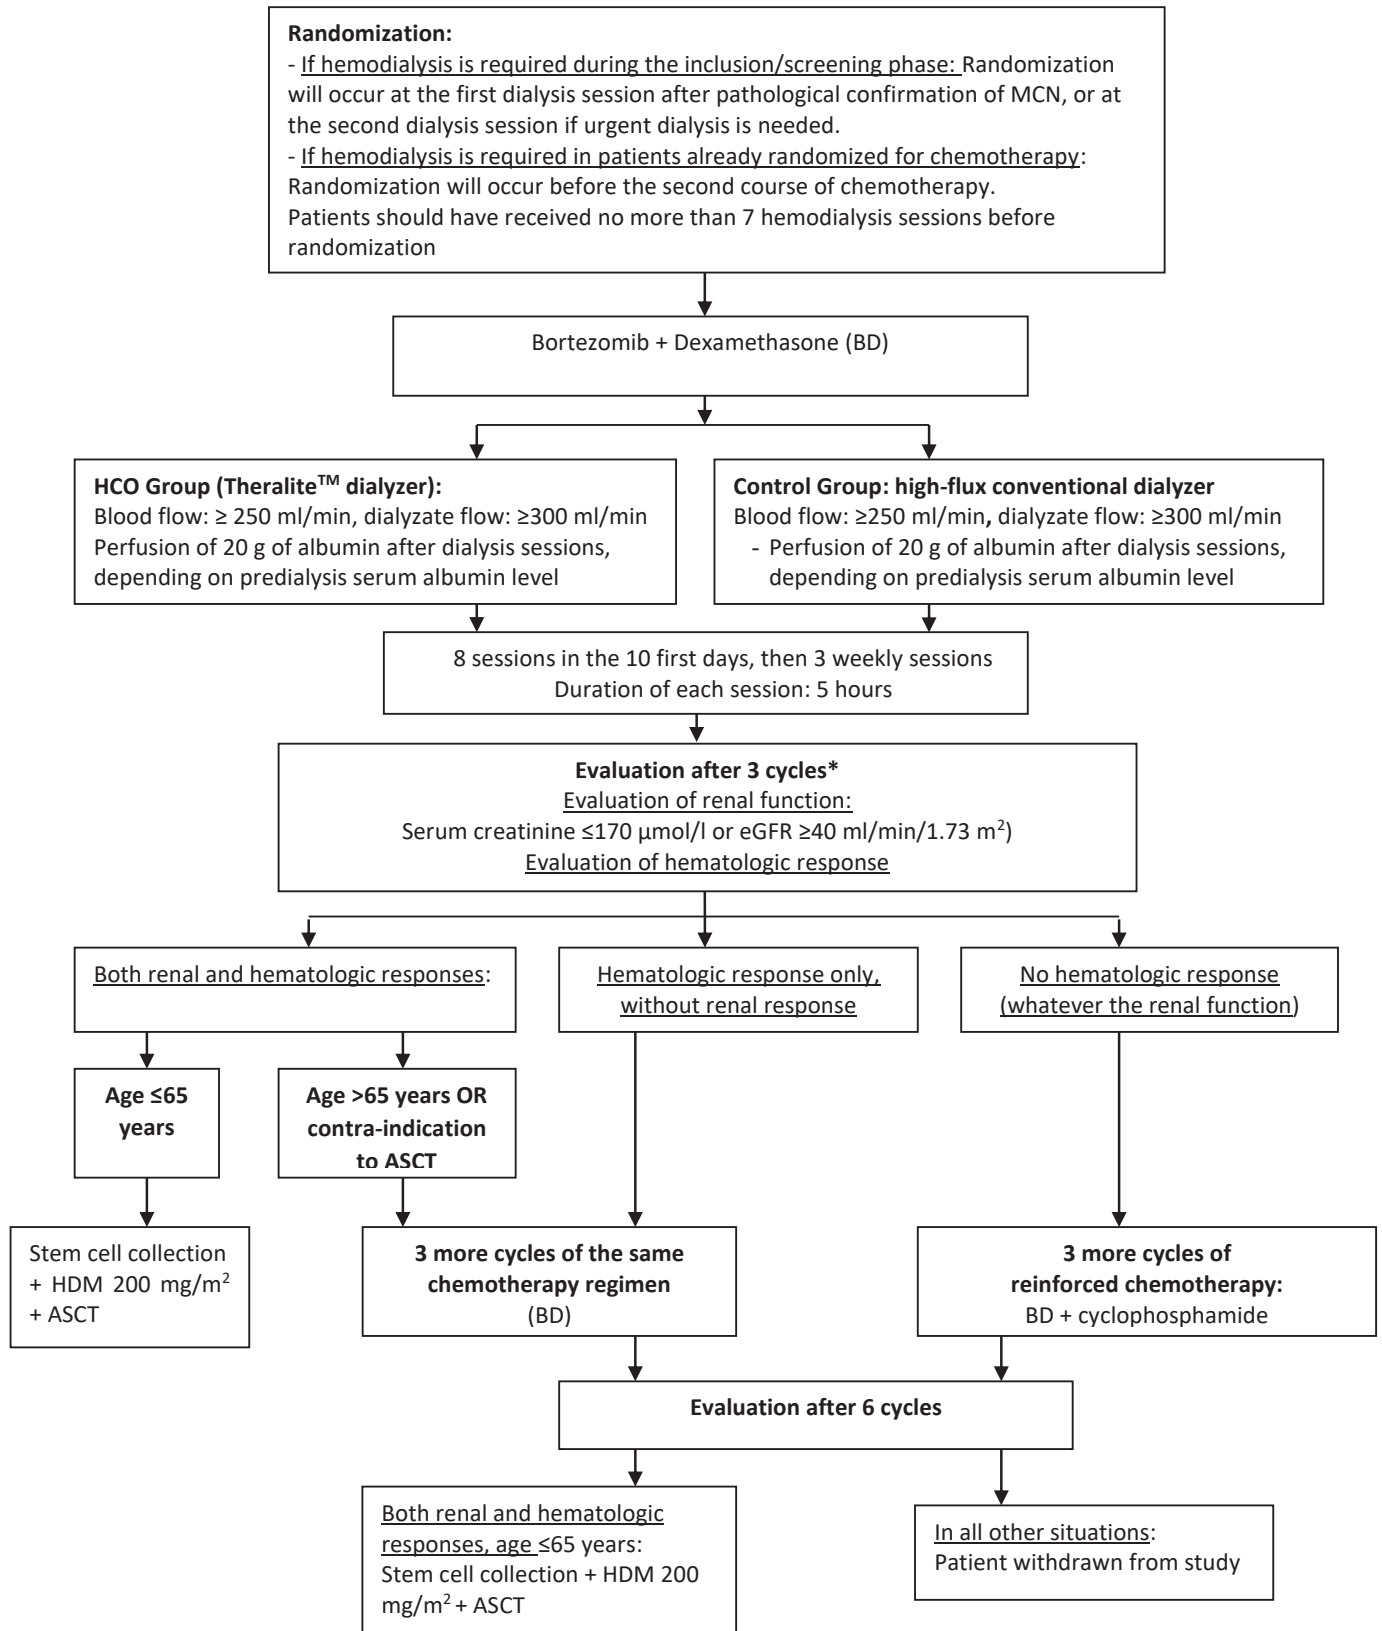 Randomization:
- If hemodialysis is required during the inclusion/screening phase: Randomization
will occur at the first dialysis session after pathological confirmation of MCN, or at
the second dialysis session if urgent dialysis is needed.
- If hemodialysis is required in patients already randomized for chemotherapy:
Randomization will occur before the second course of chemotherapy.
Patients should have received no more than 7 hemodialysis sessions before
randomization
Bortezomib + Dexamethasone (BD)
HCO Group (Theralite™ dialyzer):
Blood flow: ≥ 250 ml/min, dialyzate flow: ≥300 ml/min
Perfusion of 20 g of albumin after dialysis sessions,
depending on predialysis serum albumin level
Control Group: high-flux conventional dialyzer
Blood flow: ≥250 ml/min, dialyzate flow: ≥300 ml/min
- Perfusion of 20 g of albumin after dialysis sessions,
depending on predialysis serum albumin level
8 sessions in the 10 first days, then 3 weekly sessions
Duration of each session: 5 hours
Evaluation after 3 cycles*
Evaluation of renal function:
Serum creatinine ≤170 µmol/l or eGFR ≥40 ml/min/1.73 m²)
Evaluation of hematologic response
Both renal and hematologic responses:
Hematologic response only,
without renal response
No hematologic response
(whatever the renal function)
Age ≤65
years
Age >65 years OR
contra-indication
to ASCT
Stem cell collection
+ HDM 200 mg/m²
+ ASCT
3 more cycles of the same
chemotherapy regimen
(BD)
3 more cycles of
reinforced chemotherapy:
BD + cyclophosphamide
Evaluation after 6 cycles
Both renal and hematologic
responses, age ≤65 years:
Stem cell collection + HDM 200
mg/m² + ASCT
In all other situations:
Patient withdrawn from study